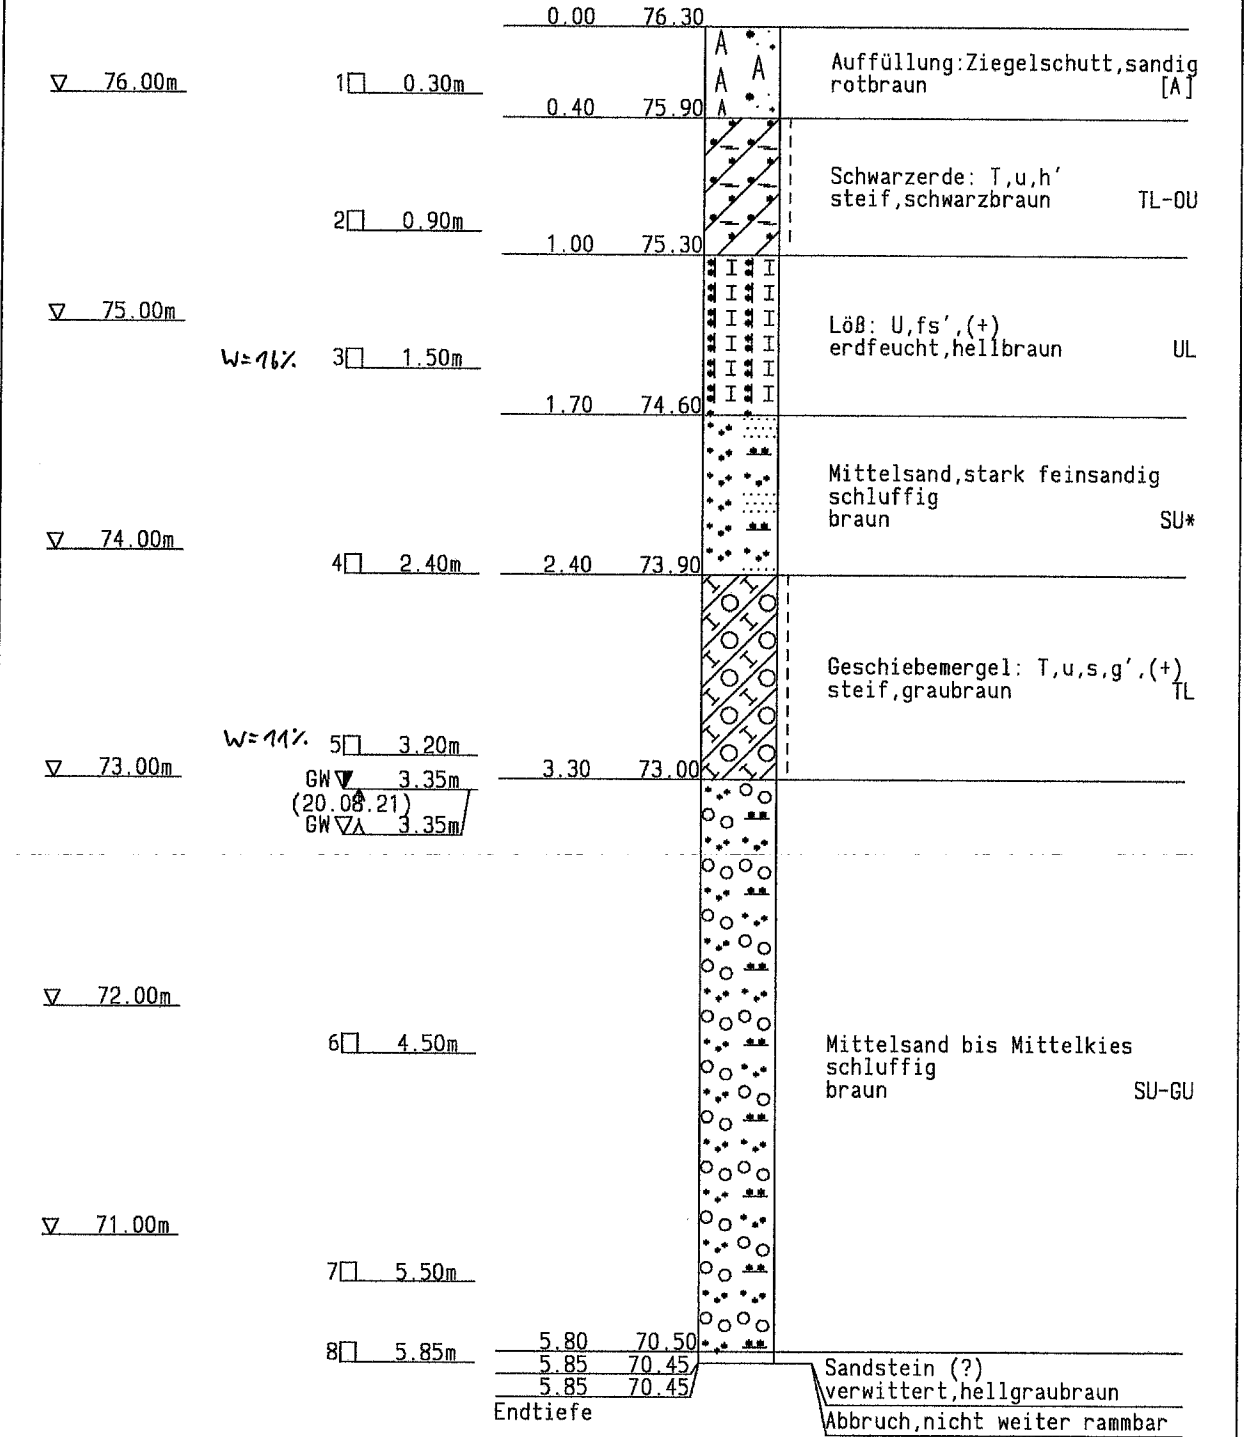 0.00 76.30
Auffüllung:Ziegelschutt,sandig
76.00m 1 0.30m rotbraun [A]
0.40 75.90
Schwarzerde: T,u,h'
steif,schwarzbraun TL-OU
2 0.90m
1.00 75.30
75.00m
Löß: U,fs',(+)
W=16% 3 1.50m erdfeucht,hellbraun UL
1.70 74.60
Mittelsand,stark feinsandig
schluffig
braun SU*
74.00m
4 2.40m 2.40 73.90
Geschiebemergel: T,u,s,g',(+)
steif,graubraun TL
W=11% 5 3.20m
73.00m 3.30 73.00
GW 3.35m
(20.08.21)
GW 3.35m
72.00m
6 4.50m Mittelsand bis Mittelkies
schluffig
braun SU-GU
71.00m
7 5.50m
5.80 70.50
8 5.85m
5.85 70.45 Sandstein (?)
5.85 70.45 verwittert,hellgraubraun
Endtiefe
Abbruch,nicht weiter rammbar